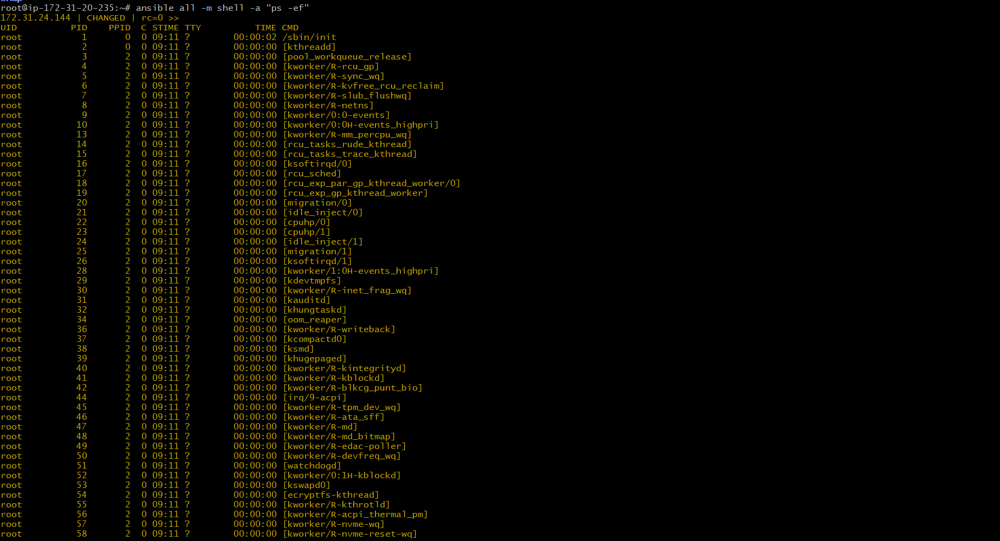 root@ip-172-31-20-235:~# ansible all -m shell -a "ps -ef"
172.31.24.144 | CHANGED | rc=0 >>
UID          PID    PPID  C STIME TTY          TIME CMD
root           1       0  0 09:11 ?        00:00:02 /sbin/init
root           2       0  0 09:11 ?        00:00:00 [kthreadd]
root           3       2  0 09:11 ?        00:00:00 [pool_workqueue_release]
root           4       2  0 09:11 ?        00:00:00 [kworker/R-rcu_gp]
root           5       2  0 09:11 ?        00:00:00 [kworker/R-sync_wq]
root           6       2  0 09:11 ?        00:00:00 [kworker/R-kvfree_rcu_reclaim]
root           7       2  0 09:11 ?        00:00:00 [kworker/R-slub_flushwq]
root           8       2  0 09:11 ?        00:00:00 [kworker/R-netns]
root           9       2  0 09:11 ?        00:00:00 [kworker/0:0-events]
root          10       2  0 09:11 ?        00:00:00 [kworker/0:0H-events_highpri]
root          13       2  0 09:11 ?        00:00:00 [kworker/R-mm_percpu_wq]
root          14       2  0 09:11 ?        00:00:00 [rcu_tasks_rude_kthread]
root          15       2  0 09:11 ?        00:00:00 [rcu_tasks_trace_kthread]
root          16       2  0 09:11 ?        00:00:00 [ksoftirqd/0]
root          17       2  0 09:11 ?        00:00:00 [rcu_sched]
root          18       2  0 09:11 ?        00:00:00 [rcu_exp_par_gp_kthread_worker/0]
root          19       2  0 09:11 ?        00:00:00 [rcu_exp_gp_kthread_worker]
root          20       2  0 09:11 ?        00:00:00 [migration/0]
root          21       2  0 09:11 ?        00:00:00 [idle_inject/0]
root          22       2  0 09:11 ?        00:00:00 [cpuhp/0]
root          23       2  0 09:11 ?        00:00:00 [cpuhp/1]
root          24       2  0 09:11 ?        00:00:00 [idle_inject/1]
root          25       2  0 09:11 ?        00:00:00 [migration/1]
root          26       2  0 09:11 ?        00:00:00 [ksoftirqd/1]
root          28       2  0 09:11 ?        00:00:00 [kworker/1:0H-events_highpri]
root          29       2  0 09:11 ?        00:00:00 [kdevtmpfs]
root          30       2  0 09:11 ?        00:00:00 [kworker/R-inet_frag_wq]
root          31       2  0 09:11 ?        00:00:00 [kauditd]
root          32       2  0 09:11 ?        00:00:00 [khungtaskd]
root          34       2  0 09:11 ?        00:00:00 [oom_reaper]
root          36       2  0 09:11 ?        00:00:00 [kworker/R-writeback]
root          37       2  0 09:11 ?        00:00:00 [kcompactd0]
root          38       2  0 09:11 ?        00:00:00 [ksmd]
root          39       2  0 09:11 ?        00:00:00 [khugepaged]
root          40       2  0 09:11 ?        00:00:00 [kworker/R-kintegrityd]
root          41       2  0 09:11 ?        00:00:00 [kworker/R-kblockd]
root          42       2  0 09:11 ?        00:00:00 [kworker/R-blkcg_punt_bio]
root          44       2  0 09:11 ?        00:00:00 [irq/9-acpi]
root          45       2  0 09:11 ?        00:00:00 [kworker/R-tpm_dev_wq]
root          46       2  0 09:11 ?        00:00:00 [kworker/R-ata_sff]
root          47       2  0 09:11 ?        00:00:00 [kworker/R-md]
root          48       2  0 09:11 ?        00:00:00 [kworker/R-md_bitmap]
root          49       2  0 09:11 ?        00:00:00 [kworker/R-edac-poller]
root          50       2  0 09:11 ?        00:00:00 [kworker/R-devfreq_wq]
root          51       2  0 09:11 ?        00:00:00 [watchdogd]
root          52       2  0 09:11 ?        00:00:00 [kworker/0:1H-kblockd]
root          53       2  0 09:11 ?        00:00:00 [kswapd0]
root          54       2  0 09:11 ?        00:00:00 [ecryptfs-kthread]
root          55       2  0 09:11 ?        00:00:00 [kworker/R-kthrotld]
root          56       2  0 09:11 ?        00:00:00 [kworker/R-acpi_thermal_pm]
root          57       2  0 09:11 ?        00:00:00 [kworker/R-nvme-wq]
root          58       2  0 09:11 ?        00:00:00 [kworker/R-nvme-reset-wq]